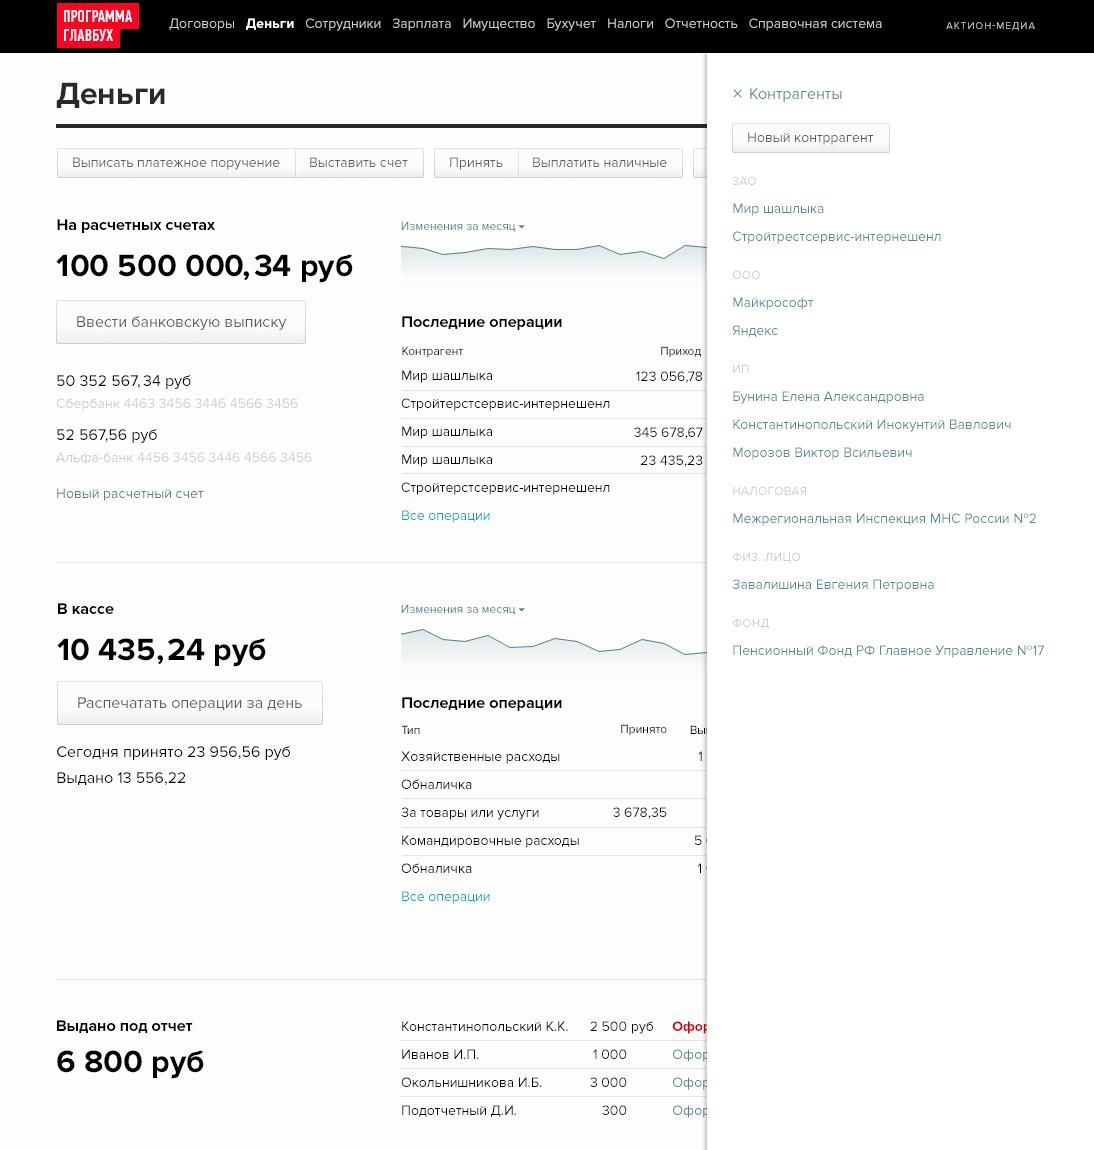 ПРОГРАММА
ГЛАВБУХ
Договоры Деньги Сотрудники Зарплата Имущество Бухучет Налоги Отчетность Справочная система
АКТИОН-МЕДИА
Деньги
Выписать платежное поручение Выставить счет Принять Выплатить наличные
На расчетных счетах
100 500 000,34 руб
Ввести банковскую выписку
50 352 567,34 руб
Сбербанк 4463 3456 3446 4566 3456
52 567,56 руб
Альфа-банк 4456 3456 3446 4566 3456
Новый расчетный счет
Изменения за месяц
Последние операции
Контрагент Приход
Мир шашлыка 123 056,78
Стройтерстсервис-интернешенл
Мир шашлыка 345 678,67
Мир шашлыка 23 435,23
Стройтерстсервис-интернешенл
Все операции
В кассе
10 435,24 руб
Распечатать операции за день
Сегодня принято 23 956,56 руб
Выдано 13 556,22
Изменения за месяц
Последние операции
Тип Принято Вы
Хозяйственные расходы 1
Обналичка
За товары или услуги 3 678,35
Командировочные расходы 5
Обналичка 1
Все операции
Выдано под отчет
6 800 руб
Константинопольский К.К. 2 500 руб Офор
Иванов И.П. 1 000 Офор
Окольнишникова И.Б. 3 000 Офор
Подотчетный Д.И. 300 Офор
× Контрагенты
Новый контррагент
ЗАО
Мир шашлыка
Стройтрестсервис-интернешенл
ООО
Майкрософт
Яндекс
ИП
Бунина Елена Александровна
Константинопольский Инокунтий Вавлович
Морозов Виктор Всильевич
НАЛОГОВАЯ
Межрегиональная Инспекция МНС России №2
ФИЗ. ЛИЦО
Завалишина Евгения Петровна
ФОНД
Пенсионный Фонд РФ Главное Управление №17